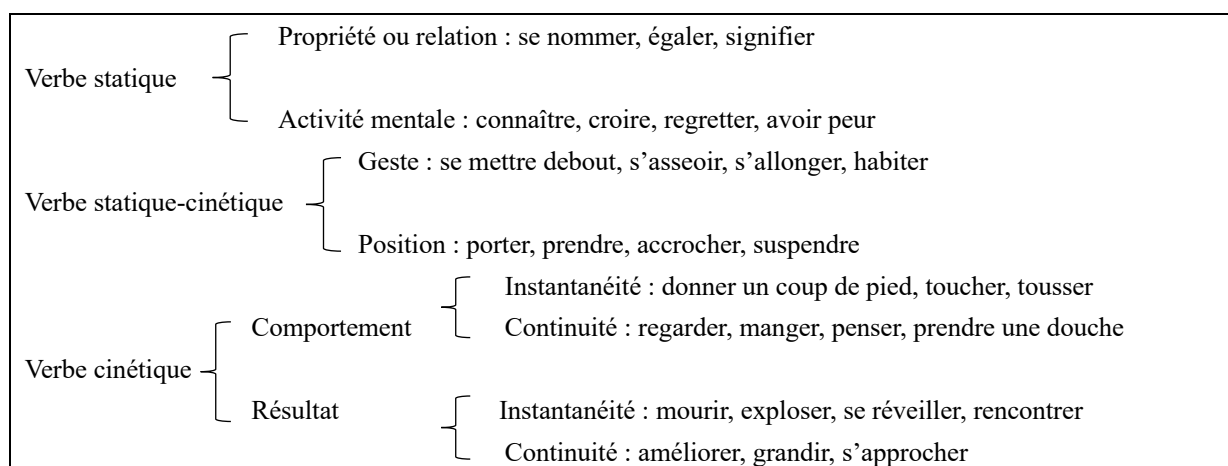 Propriété ou relation : se nommer, égaler, signifier
Verbe statique
Activité mentale : connaître, croire, regretter, avoir peur
Geste : se mettre debout, s’asseoir, s’allonger, habiter
Verbe statique-cinétique
Position : porter, prendre, accrocher, suspendre
Instantanéité : donner un coup de pied, toucher, tousser
Comportement
Continuité : regarder, manger, penser, prendre une douche
Verbe cinétique
Résultat
Instantanéité : mourir, exploser, se réveiller, rencontrer
Continuité : améliorer, grandir, s’approcher